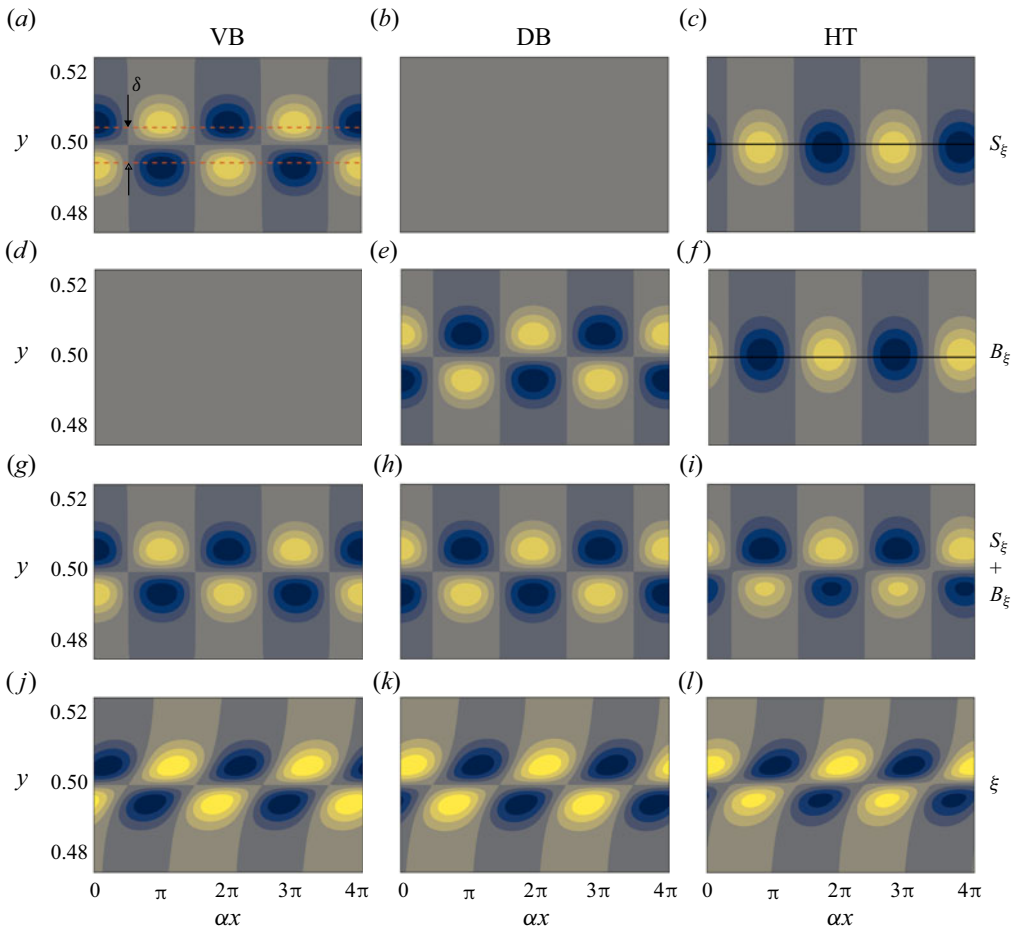 (a) (b) (c)
VB DB HT
0.52
δ
y 0.50 S_ξ
0.48
(d) (e) (f)
0.52
y 0.50 B_ξ
0.48
(g) (h) (i)
0.52
S_ξ
y 0.50 +
B_ξ
0.48
(j) (k) (l)
0.52
y 0.50 ξ
0.48
0 π 2π 3π 4π 0 π 2π 3π 4π 0 π 2π 3π 4π
αx αx αx